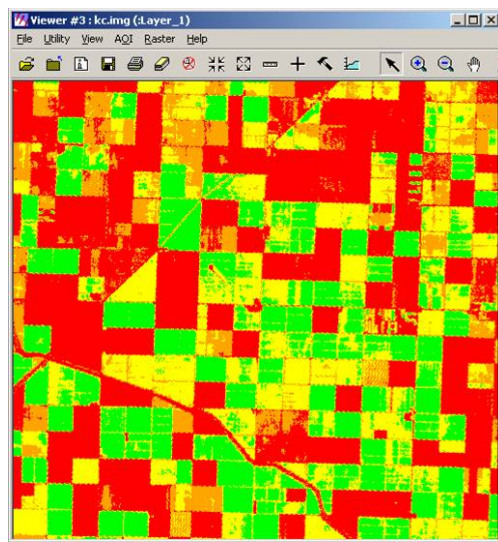 Viewer #3 : kc.img (:Layer_1)
File Utility View AOI Raster Help